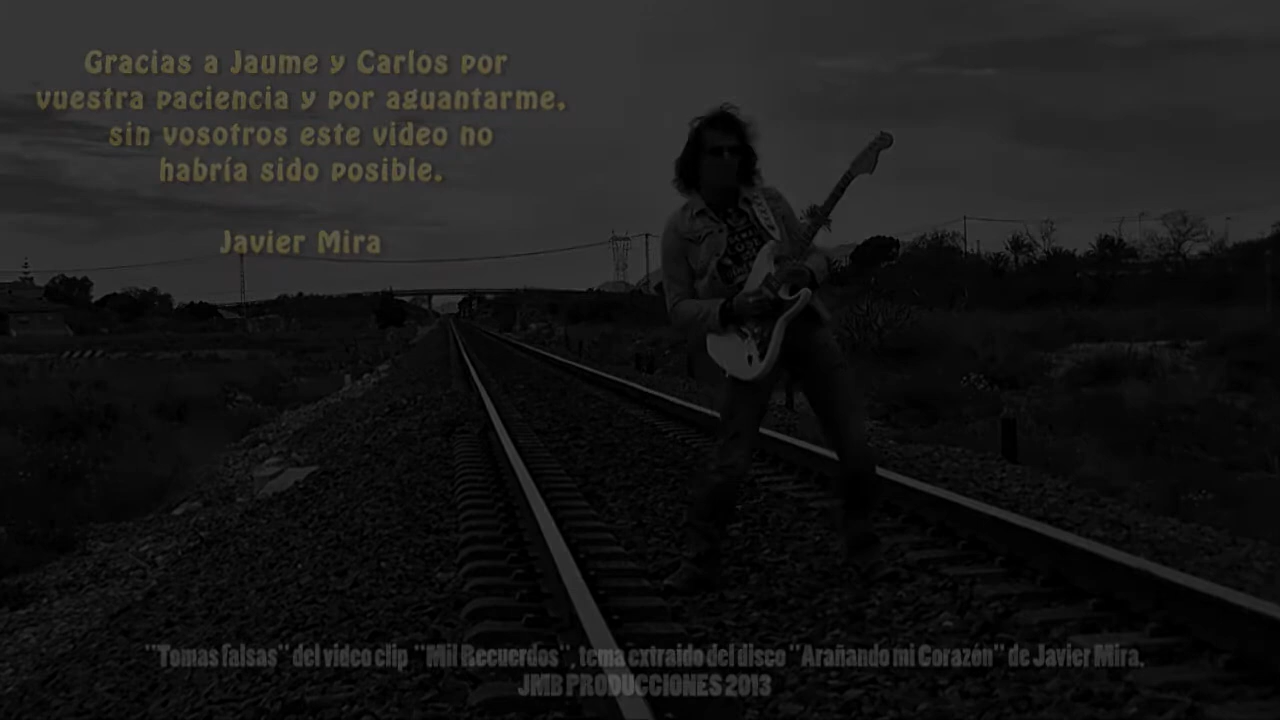 Gracias a Jaume y Carlos por
vuestra paciencia y por aguantarme,
sin vosotros este video no
habría sido posible.
Javier Mira
"Tomas falsas" del video clip "Mil Recuerdos", tema extraido del disco "Arañando mi Corazón" de Javier Mira.
JMB PRODUCCIONES 2013